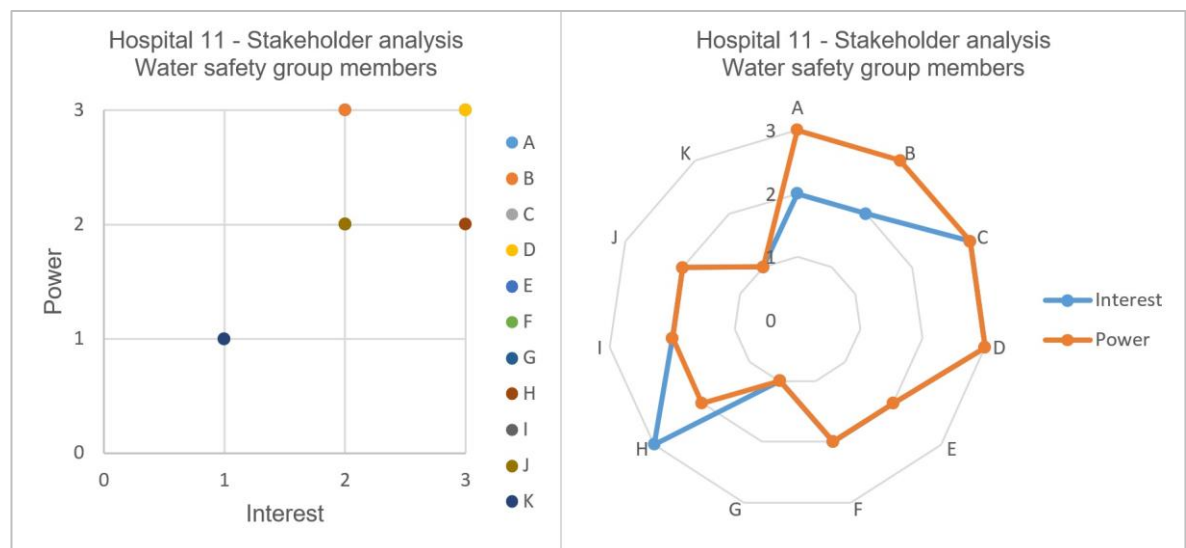 Hospital 11 - Stakeholder analysis
Water safety group members
3
2
1
0
0
1
2
3
Power
Interest
A
B
C
D
E
F
G
H
I
J
K
Hospital 11 - Stakeholder analysis
Water safety group members
A
B
C
D
E
F
G
H
I
J
K
3
2
1
0
Interest
Power